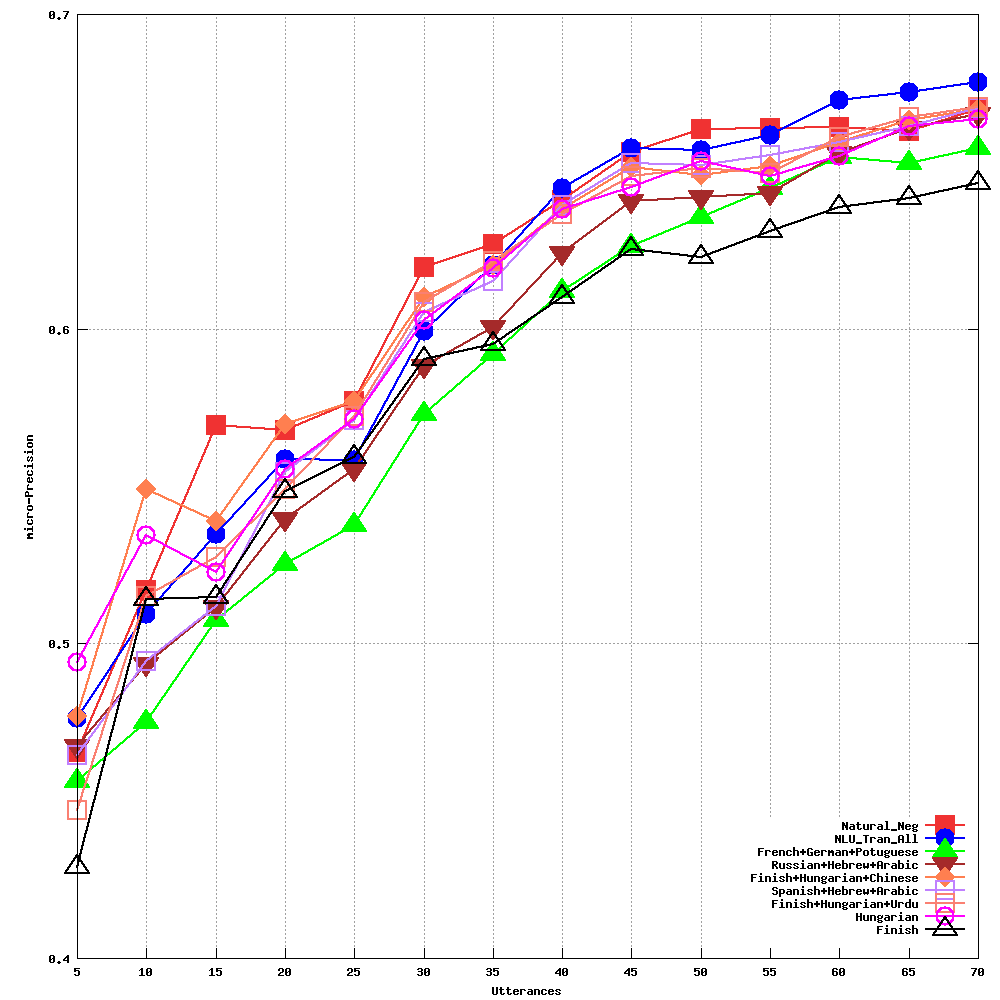 0.7
0.6
micro-Precision
0.5
0.4
Natural_Neg
NLU_Tran_All
French+German+Potuguese
Russian+Hebrew+Arabic
Finish+Hungarian+Chinese
Spanish+Hebrew+Arabic
Finish+Hungarian+Urdu
Hungarian
Finish
5 10 15 20 25 30 35 40 45 50 55 60 65 70
Utterances